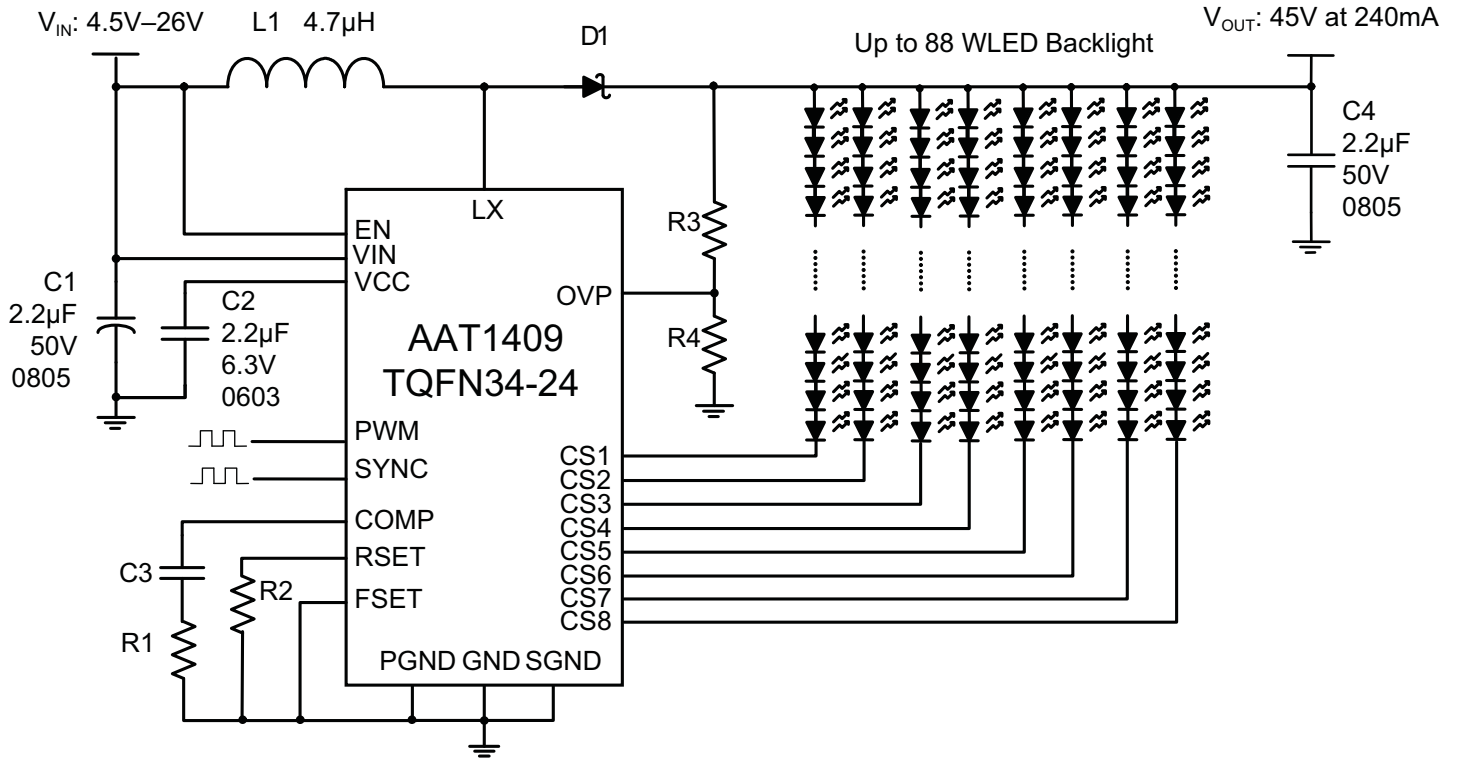 V_IN: 4.5V–26V
L1 4.7µH
D1
Up to 88 WLED Backlight
V_OUT: 45V at 240mA
C4
2.2µF
50V
0805
LX
EN
VIN
VCC
R3
OVP
R4
C1
2.2µF
50V
0805
C2
2.2µF
6.3V
0603
AAT1409
TQFN34-24
PWM
SYNC
COMP
RSET
FSET
CS1
CS2
CS3
CS4
CS5
CS6
CS7
CS8
C3
R2
R1
PGND GND SGND